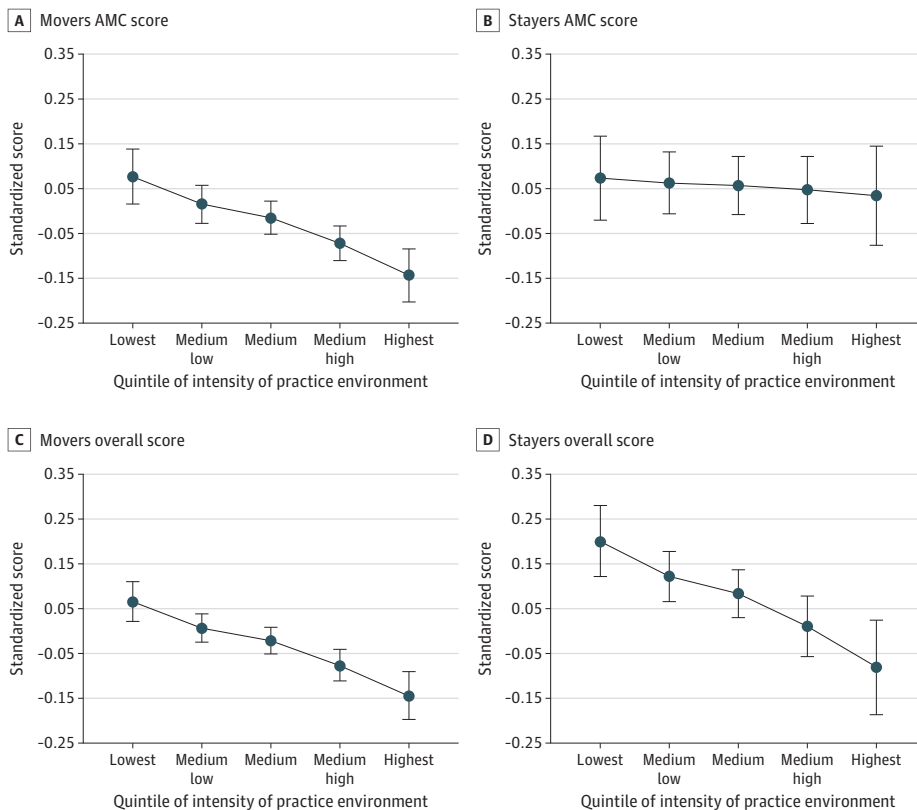 A Movers AMC score
0.35
0.25
0.15
0.05
-0.05
-0.15
-0.25
Standardized score
Lowest Medium low Medium Medium high Highest
Quintile of intensity of practice environment
B Stayers AMC score
0.35
0.25
0.15
0.05
-0.05
-0.15
-0.25
Standardized score
Lowest Medium low Medium Medium high Highest
Quintile of intensity of practice environment
C Movers overall score
0.35
0.25
0.15
0.05
-0.05
-0.15
-0.25
Standardized score
Lowest Medium low Medium Medium high Highest
Quintile of intensity of practice environment
D Stayers overall score
0.35
0.25
0.15
0.05
-0.05
-0.15
-0.25
Standardized score
Lowest Medium low Medium Medium high Highest
Quintile of intensity of practice environment